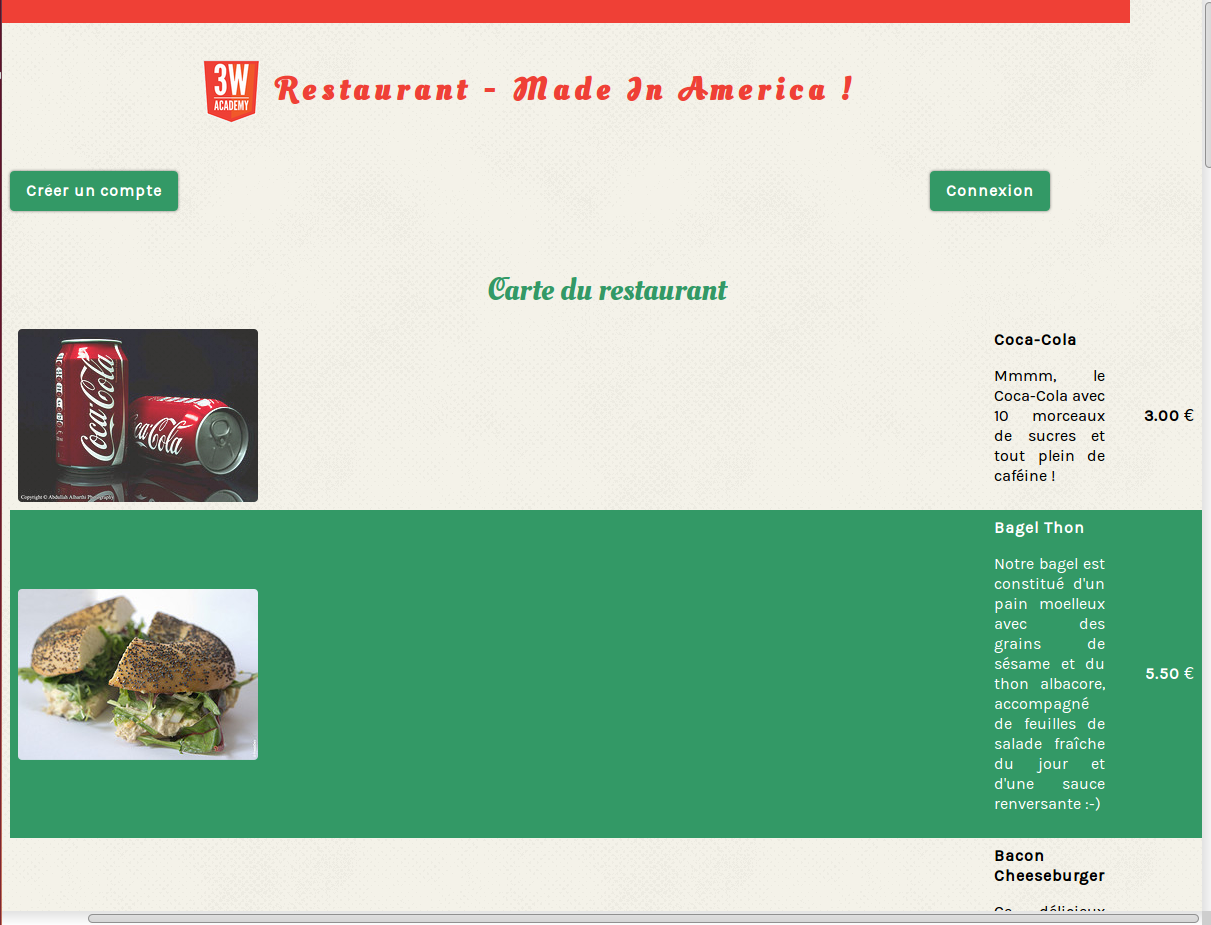 3W
ACADEMY
Restaurant - Made In America !
Créer un compte
Connexion
Carte du restaurant
Coca-Cola
Coca-Cola
Copyright © Abdullah Alharthi Photography
Coca-Cola
Mmmm, le
Coca-Cola avec
10 morceaux
de sucres et
tout plein de
caféine !
3.00 €
Bagel Thon
Notre bagel est
constitué d'un
pain moelleux
avec des
grains de
sésame et du
thon albacore,
accompagné
de feuilles de
salade fraîche
du jour et
d'une sauce
renversante :-)
5.50 €
Bacon
Cheeseburger
Ce délicieux